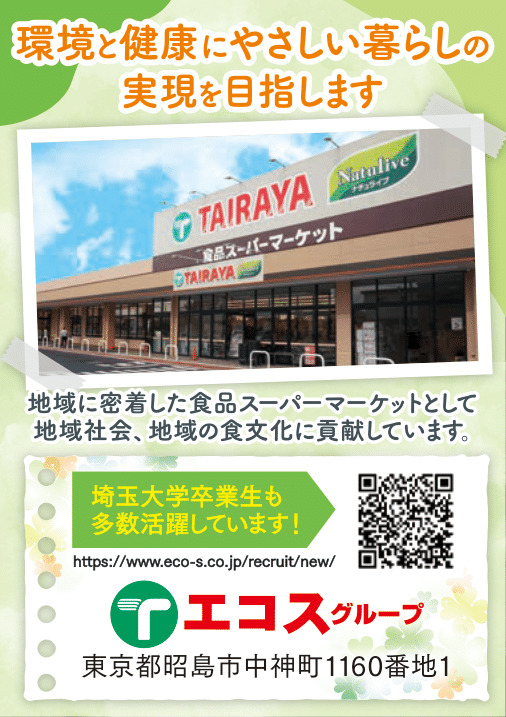 環境と健康にやさしい暮らしの
実現を目指します
TAIRAYA
Natulive
ナチュライブ
食品スーパーマーケット
TAIRAYA
地域に密着した食品スーパーマーケットとして
地域社会、地域の食文化に貢献しています。
埼玉大学卒業生も
多数活躍しています!
https://www.eco-s.co.jp/recruit/new/
エコスグループ
東京都昭島市中神町1160番地1